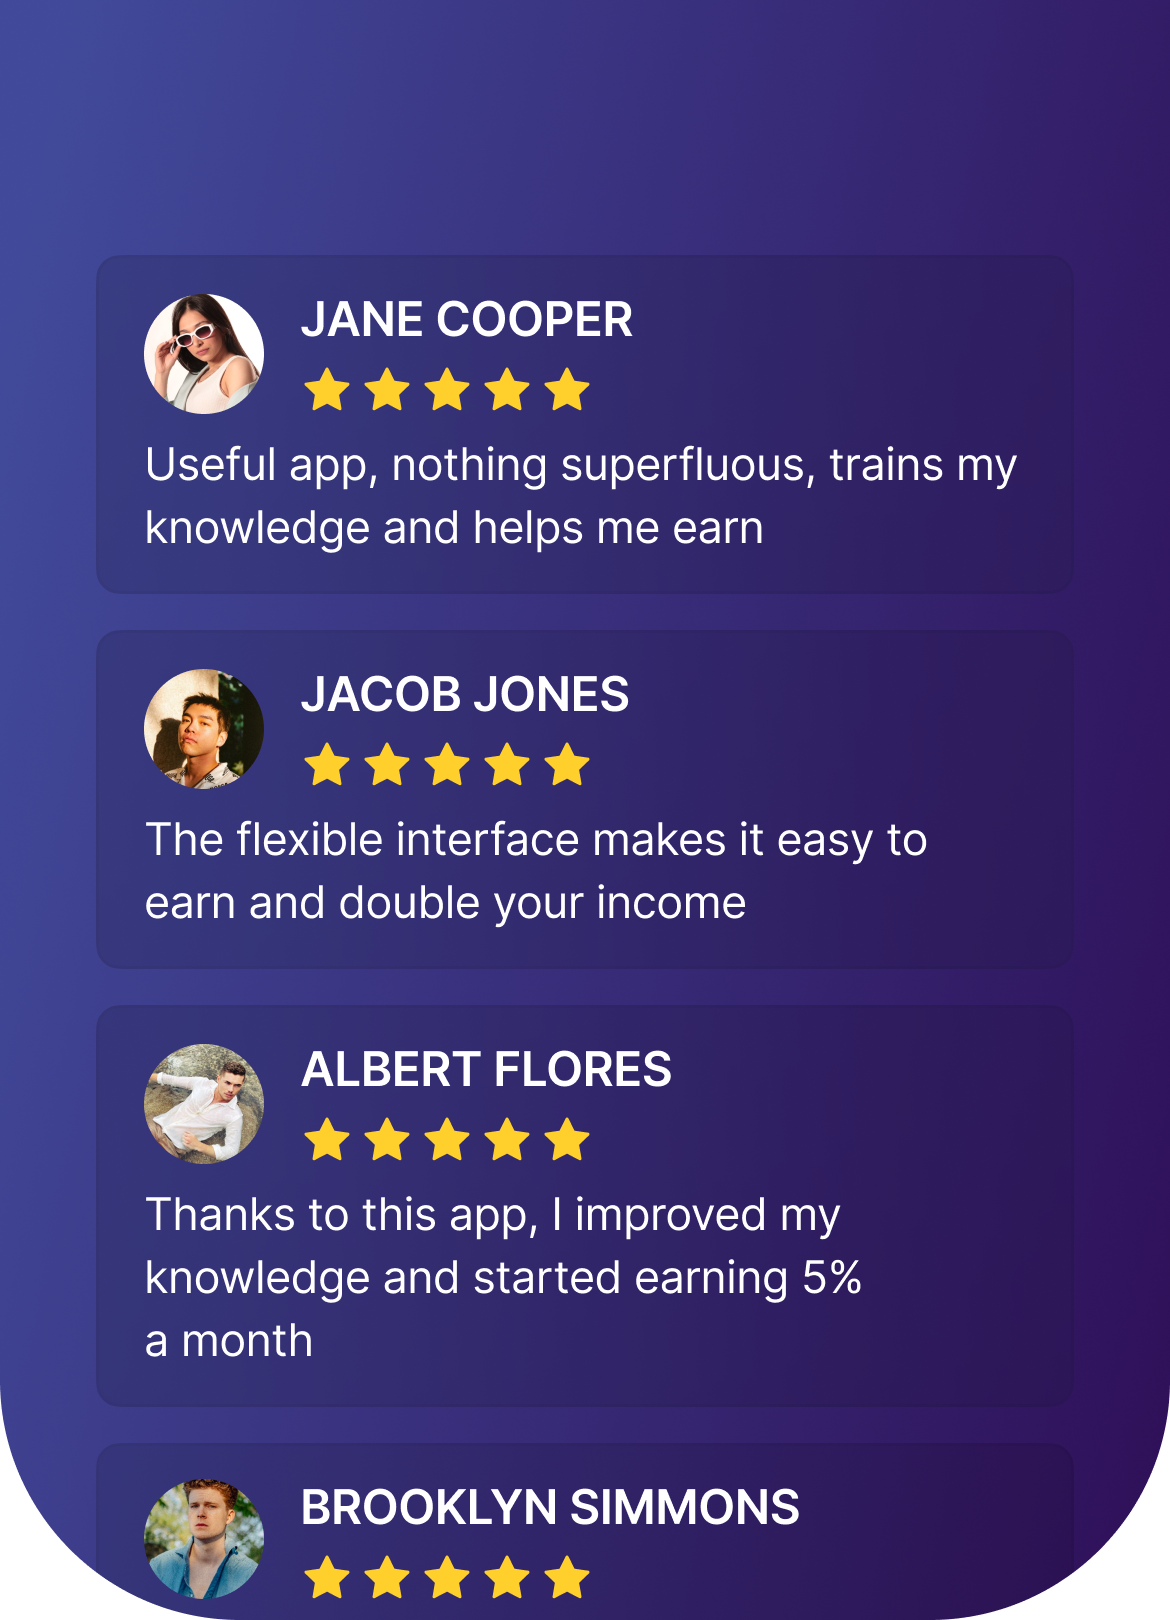 JANE COOPER
Useful app, nothing superfluous, trains my
knowledge and helps me earn
JACOB JONES
The flexible interface makes it easy to
earn and double your income
ALBERT FLORES
Thanks to this app, I improved my
knowledge and started earning 5%
a month
BROOKLYN SIMMONS